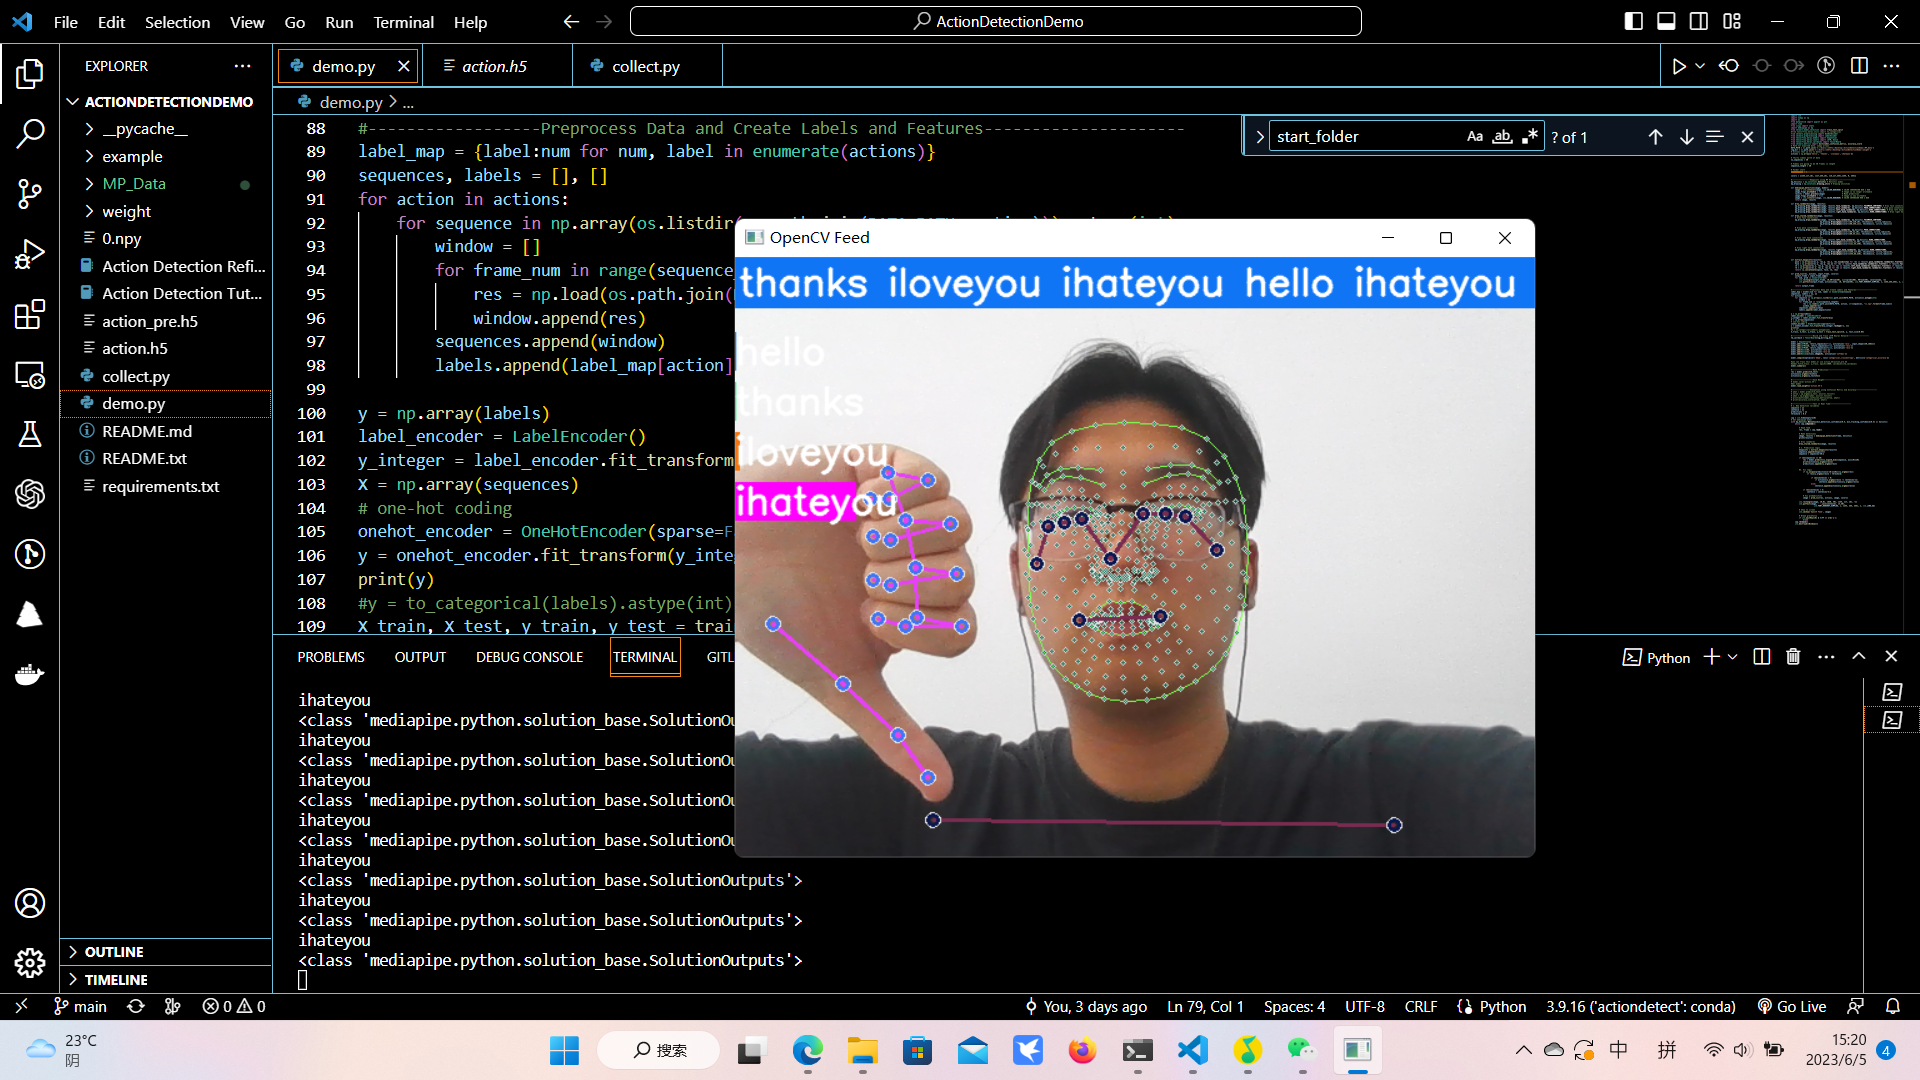 File Edit Selection View Go Run Terminal Help
ActionDetectionDemo
EXPLORER
ACTIONDETECTIONDEMO
__pycache__
example
MP_Data
weight
0.npy
Action Detection Refi...
Action Detection Tut...
action_pre.h5
action.h5
collect.py
demo.py
README.md
README.txt
requirements.txt
OUTLINE
TIMELINE
demo.py action.h5 collect.py
demo.py > ...
start_folder Aa ab ? of 1
88 #------------------Preprocess Data and Create Labels and Features---------------------
89 label_map = {label:num for num, label in enumerate(actions)}
90 sequences, labels = [], []
91 for action in actions:
92 for sequence in np.array(os.listdir(
93 window = []
94 for frame_num in range(sequence
95 res = np.load(os.path.join(
96 window.append(res)
97 sequences.append(window)
98 labels.append(label_map[action]
99
100 y = np.array(labels)
101 label_encoder = LabelEncoder()
102 y_integer = label_encoder.fit_transform
103 X = np.array(sequences)
104 # one-hot coding
105 onehot_encoder = OneHotEncoder(sparse=F
106 y = onehot_encoder.fit_transform(y_inte
107 print(y)
108 #y = to_categorical(labels).astype(int)
109 X_train, X_test, y_train, y_test = trai
OpenCV Feed
thanks iloveyou ihateyou hello ihateyou
hello
thanks
iloveyou
ihateyou
PROBLEMS OUTPUT DEBUG CONSOLE TERMINAL GITL
Python
ihateyou
<class 'mediapipe.python.solution_base.SolutionOu
ihateyou
<class 'mediapipe.python.solution_base.SolutionOu
ihateyou
<class 'mediapipe.python.solution_base.SolutionOu
ihateyou
<class 'mediapipe.python.solution_base.SolutionOu
ihateyou
<class 'mediapipe.python.solution_base.SolutionOutputs'>
ihateyou
<class 'mediapipe.python.solution_base.SolutionOutputs'>
ihateyou
<class 'mediapipe.python.solution_base.SolutionOutputs'>
main 0 0 You, 3 days ago Ln 79, Col 1 Spaces: 4 UTF-8 CRLF Python 3.9.16 ('actiondetect': conda) Go Live
23°C
阴
搜索
中 拼
15:20
2023/6/5
4